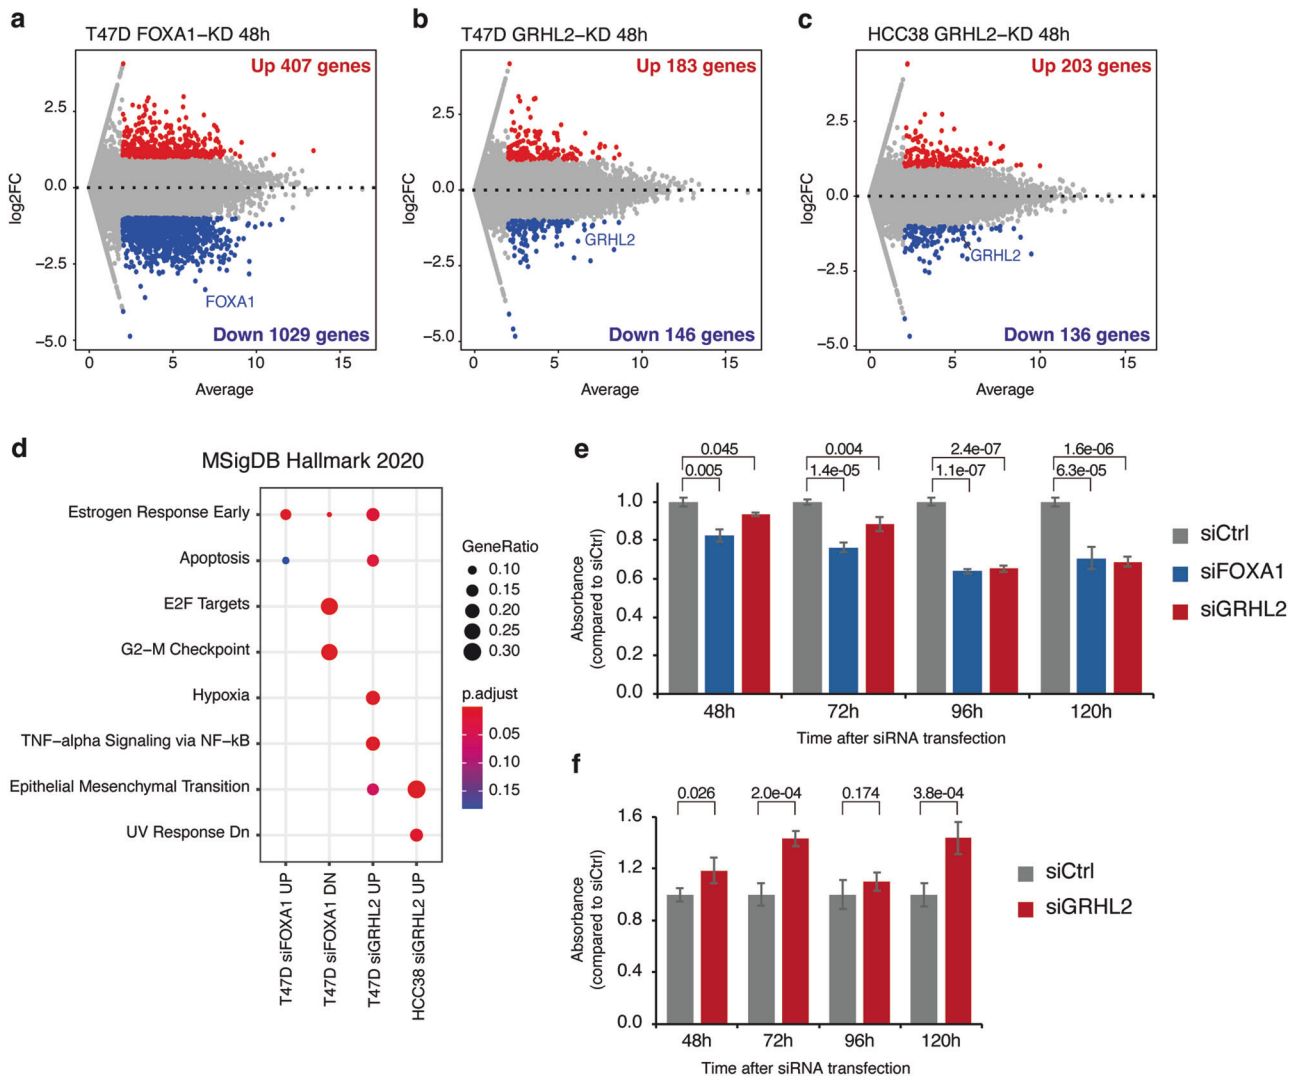 a
T47D FOXA1–KD 48h
Up 407 genes
log2FC
2.5
0.0
−2.5
−5.0
FOXA1
Down 1029 genes
0 5 10 15
Average
b
T47D GRHL2–KD 48h
Up 183 genes
log2FC
2.5
0.0
−2.5
−5.0
GRHL2
Down 146 genes
0 5 10 15
Average
c
HCC38 GRHL2–KD 48h
Up 203 genes
log2FC
2.5
0.0
−2.5
−5.0
GRHL2
Down 136 genes
0 5 10 15
Average
d
MSigDB Hallmark 2020
Estrogen Response Early
Apoptosis
E2F Targets
G2−M Checkpoint
Hypoxia
TNF−alpha Signaling via NF−kB
Epithelial Mesenchymal Transition
UV Response Dn
T47D siFOXA1 UP
T47D siFOXA1 DN
T47D siGRHL2 UP
HCC38 siGRHL2 UP
GeneRatio
0.10
0.15
0.20
0.25
0.30
p.adjust
0.05
0.10
0.15
e
0.045 0.004 2.4e-07 1.6e-06
0.005 1.4e-05 1.1e-07 6.3e-05
Absorbance
(compared to siCtrl)
1.0
0.8
0.6
0.4
0.2
0.0
48h 72h 96h 120h
Time after siRNA transfection
siCtrl
siFOXA1
siGRHL2
f
0.026 2.0e-04 0.174 3.8e-04
Absorbance
(compared to siCtrl)
1.6
1.2
0.8
0.4
0.0
48h 72h 96h 120h
Time after siRNA transfection
siCtrl
siGRHL2